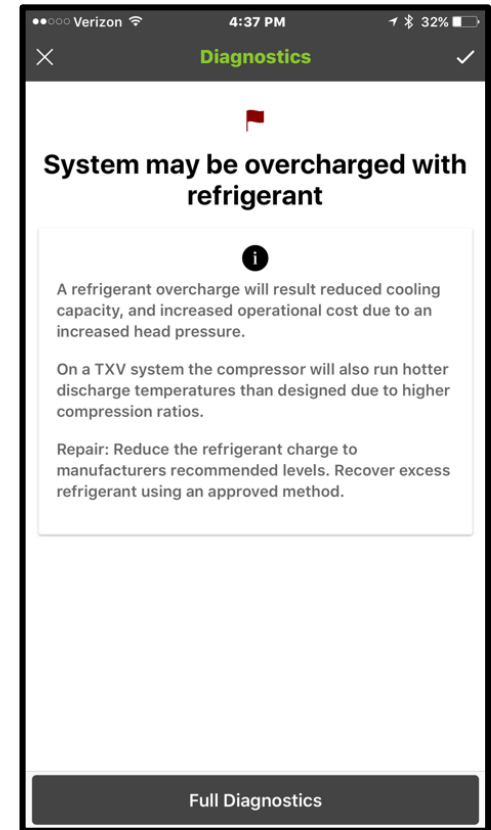 Verizon 4:37 PM 32%
Diagnostics
System may be overcharged with
refrigerant
A refrigerant overcharge will result reduced cooling
capacity, and increased operational cost due to an
increased head pressure.
On a TXV system the compressor will also run hotter
discharge temperatures than designed due to higher
compression ratios.
Repair: Reduce the refrigerant charge to
manufacturers recommended levels. Recover excess
refrigerant using an approved method.
Full Diagnostics